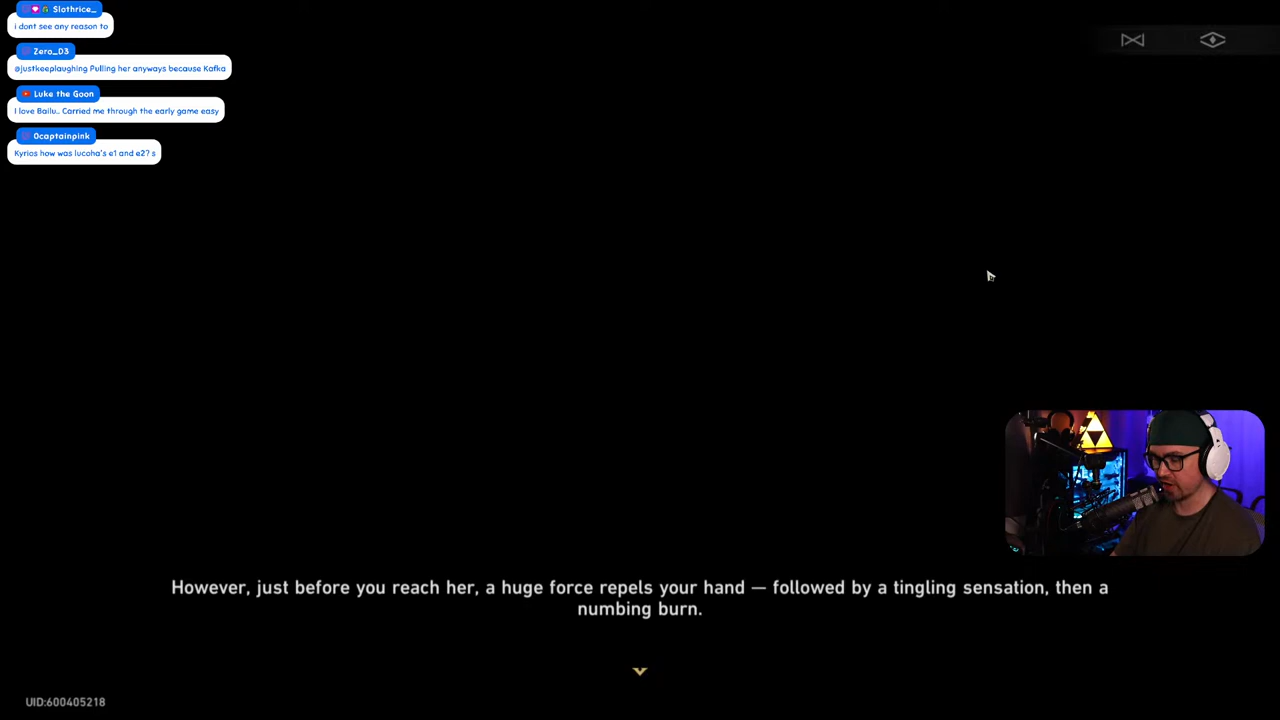 Slothrice_
i dont see any reason to
Zero_D3
@justkeeplaughing Pulling her anyways because Kafka
Luke the Goon
I love Bailu.. Carried me through the early game easy
0captainpink
Kyrios how was lucoha's e1 and e2? s
However, just before you reach her, a huge force repels your hand — followed by a tingling sensation, then a
numbing burn.
UID:600405218